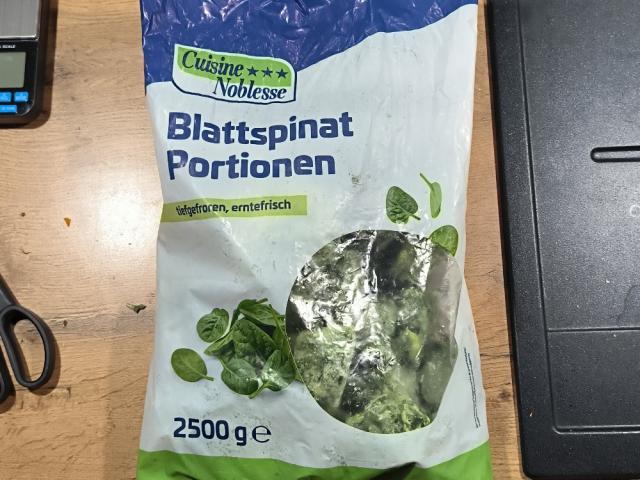 Cuisine
Noblesse
Blattspinat
Portionen
tiefgefroren, erntefrisch
2500 g e